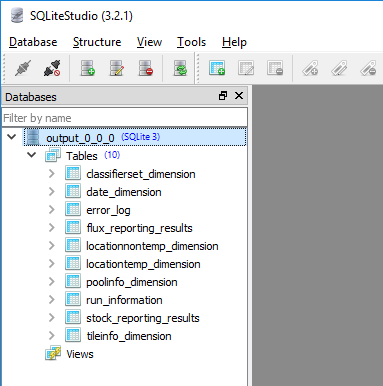 SQLiteStudio (3.2.1)
Database Structure View Tools Help
Databases
Filter by name
output_0_0_0 (SQLite 3)
Tables (10)
classifierset_dimension
date_dimension
error_log
flux_reporting_results
locationnontemp_dimension
locationtemp_dimension
poolinfo_dimension
run_information
stock_reporting_results
tileinfo_dimension
Views